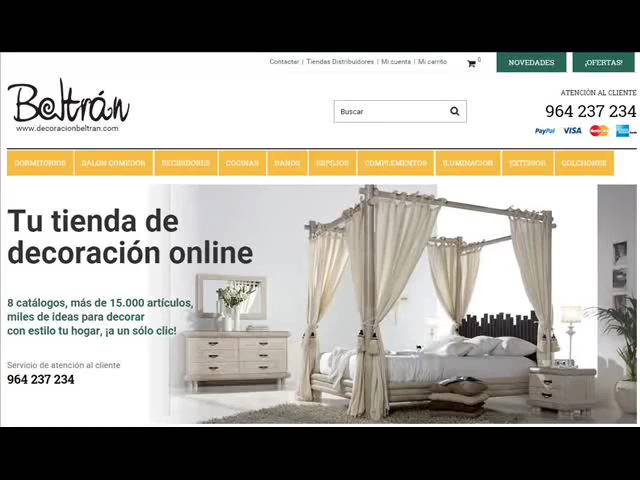 Contactar | Tiendas Distribuidores | Mi cuenta | Mi carrito
0
NOVEDADES
¡OFERTAS!
Beltrán
www.decoracionbeltran.com
Buscar
ATENCIÓN AL CLIENTE
964 237 234
PayPal VISA MasterCard
DORMITORIOS SALON COMEDOR RECIBIDORES COCINAS BAÑOS ESPEJOS COMPLEMENTOS ILUMINACION EXTERIOR COLCHONES
Tu tienda de
decoración online
8 catálogos, más de 15.000 artículos,
miles de ideas para decorar
con estilo tu hogar, ¡a un sólo clic!
Servicio de atención al cliente
964 237 234